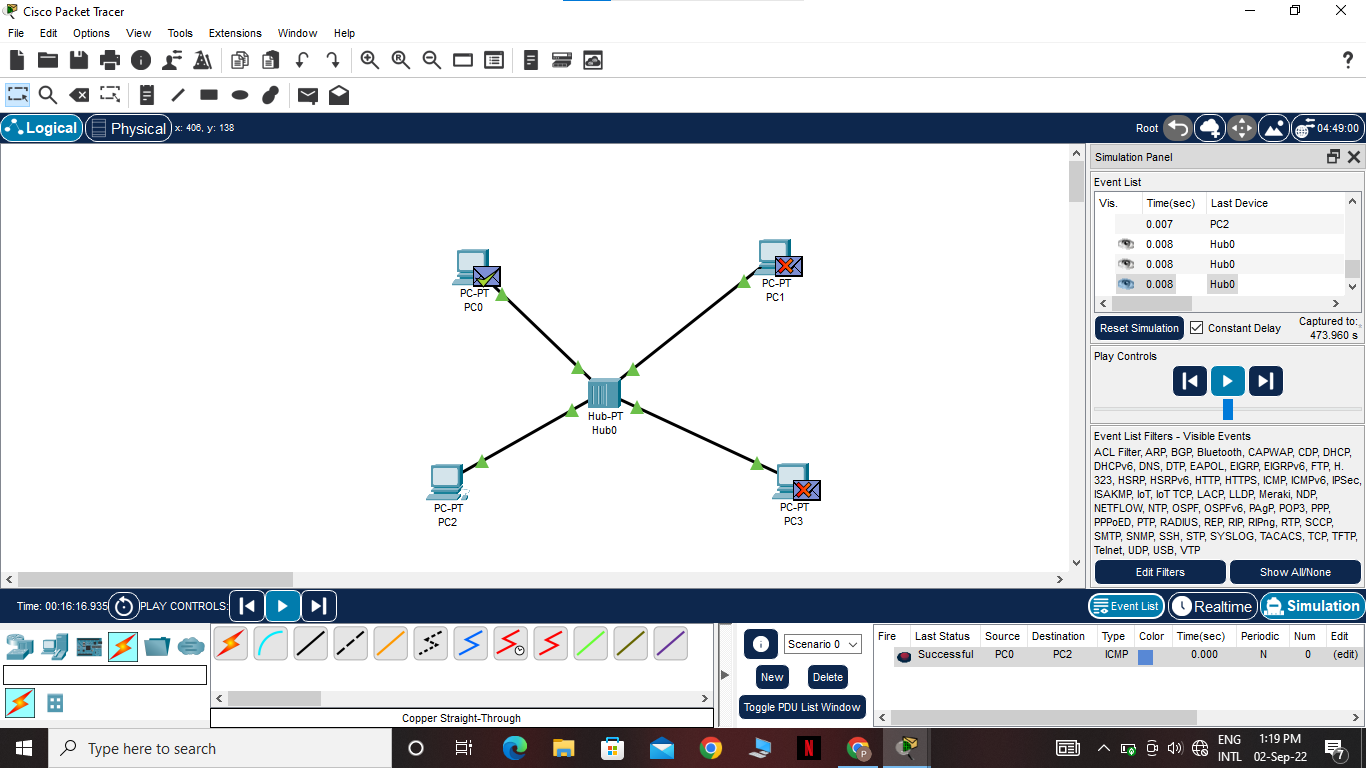 Cisco Packet Tracer
File Edit Options View Tools Extensions Window Help
?
Logical Physical x: 406, y: 138 Root 04:49:00
Simulation Panel
Event List
Vis. Time(sec) Last Device
0.007 PC2
0.008 Hub0
0.008 Hub0
0.008 Hub0
Reset Simulation Constant Delay Captured to:
473.960 s
Play Controls
Event List Filters - Visible Events
ACL Filter, ARP, BGP, Bluetooth, CAPWAP, CDP, DHCP,
DHCPv6, DNS, DTP, EAPOL, EIGRP, EIGRPv6, FTP, H.
323, HSRP, HSRPv6, HTTP, HTTPS, ICMP, ICMPv6, IPSec,
ISAKMP, IoT, IoT TCP, LACP, LLDP, Meraki, NDP,
NETFLOW, NTP, OSPF, OSPFv6, PAgP, POP3, PPP,
PPPoED, PTP, RADIUS, REP, RIP, RIPng, RTP, SCCP,
SMTP, SNMP, SSH, STP, SYSLOG, TACACS, TCP, TFTP,
Telnet, UDP, USB, VTP
Edit Filters Show All/None
PC-PT
PC0
PC-PT
PC1
Hub-PT
Hub0
PC-PT
PC2
PC-PT
PC3
Time: 00:16:16.935 PLAY CONTROLS: Event List Realtime Simulation
Copper Straight-Through
Scenario 0
New Delete
Toggle PDU List Window
Fire Last Status Source Destination Type Color Time(sec) Periodic Num Edit
Successful PC0 PC2 ICMP 0.000 N 0 (edit)
Type here to search
ENG
INTL
1:19 PM
02-Sep-22
7